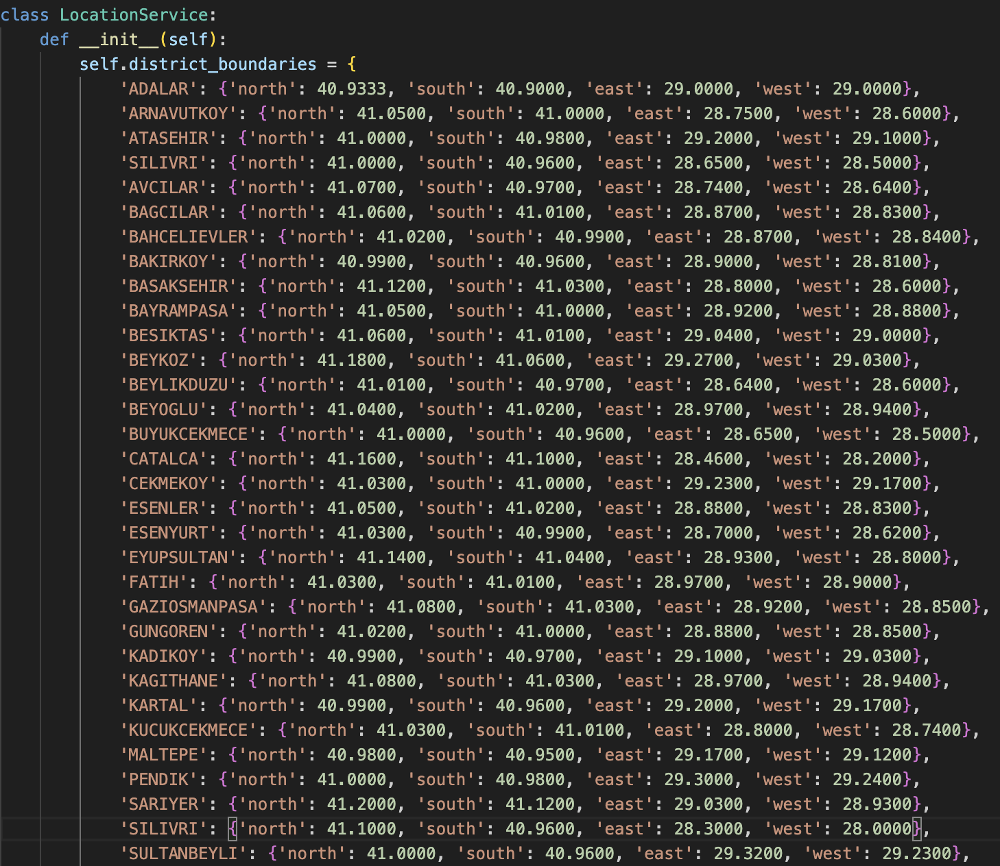 class LocationService:
def __init__(self):
self.district_boundaries = {
'ADALAR': {'north': 40.9333, 'south': 40.9000, 'east': 29.0000, 'west': 29.0000},
'ARNAVUTKOY': {'north': 41.0500, 'south': 41.0000, 'east': 28.7500, 'west': 28.6000},
'ATASEHIR': {'north': 41.0000, 'south': 40.9800, 'east': 29.2000, 'west': 29.1000},
'SILIVRI': {'north': 41.0000, 'south': 40.9600, 'east': 28.6500, 'west': 28.5000},
'AVCILAR': {'north': 41.0700, 'south': 40.9700, 'east': 28.7400, 'west': 28.6400},
'BAGCILAR': {'north': 41.0600, 'south': 41.0100, 'east': 28.8700, 'west': 28.8300},
'BAHCELIEVLER': {'north': 41.0200, 'south': 40.9900, 'east': 28.8700, 'west': 28.8400},
'BAKIRKOY': {'north': 40.9900, 'south': 40.9600, 'east': 28.9000, 'west': 28.8100},
'BASAKSEHIR': {'north': 41.1200, 'south': 41.0300, 'east': 28.8000, 'west': 28.6000},
'BAYRAMPASA': {'north': 41.0500, 'south': 41.0000, 'east': 28.9200, 'west': 28.8800},
'BESIKTAS': {'north': 41.0600, 'south': 41.0100, 'east': 29.0400, 'west': 29.0000},
'BEYKOZ': {'north': 41.1800, 'south': 41.0600, 'east': 29.2700, 'west': 29.0300},
'BEYLIKDUZU': {'north': 41.0100, 'south': 40.9700, 'east': 28.6400, 'west': 28.6000},
'BEYOGLU': {'north': 41.0400, 'south': 41.0200, 'east': 28.9700, 'west': 28.9400},
'BUYUKCEKMECE': {'north': 41.0000, 'south': 40.9600, 'east': 28.6500, 'west': 28.5000},
'CATALCA': {'north': 41.1600, 'south': 41.1000, 'east': 28.4600, 'west': 28.2000},
'CEKMEKOY': {'north': 41.0300, 'south': 41.0000, 'east': 29.2300, 'west': 29.1700},
'ESENLER': {'north': 41.0500, 'south': 41.0200, 'east': 28.8800, 'west': 28.8300},
'ESENYURT': {'north': 41.0300, 'south': 40.9900, 'east': 28.7000, 'west': 28.6200},
'EYUPSULTAN': {'north': 41.1400, 'south': 41.0400, 'east': 28.9300, 'west': 28.8000},
'FATIH': {'north': 41.0300, 'south': 41.0100, 'east': 28.9700, 'west': 28.9000},
'GAZIOSMANPASA': {'north': 41.0800, 'south': 41.0300, 'east': 28.9200, 'west': 28.8500},
'GUNGOREN': {'north': 41.0200, 'south': 41.0000, 'east': 28.8800, 'west': 28.8500},
'KADIKOY': {'north': 40.9900, 'south': 40.9700, 'east': 29.1000, 'west': 29.0300},
'KAGITHANE': {'north': 41.0800, 'south': 41.0300, 'east': 28.9700, 'west': 28.9400},
'KARTAL': {'north': 40.9900, 'south': 40.9600, 'east': 29.2000, 'west': 29.1700},
'KUCUKCEKMECE': {'north': 41.0300, 'south': 41.0100, 'east': 28.8000, 'west': 28.7400},
'MALTEPE': {'north': 40.9800, 'south': 40.9500, 'east': 29.1700, 'west': 29.1200},
'PENDIK': {'north': 41.0000, 'south': 40.9800, 'east': 29.3000, 'west': 29.2400},
'SARIYER': {'north': 41.2000, 'south': 41.1200, 'east': 29.0300, 'west': 28.9300},
'SILIVRI': {'north': 41.1000, 'south': 40.9600, 'east': 28.3000, 'west': 28.0000},
'SULTANBEYLI': {'north': 41.0000, 'south': 40.9600, 'east': 29.3200, 'west': 29.2300},